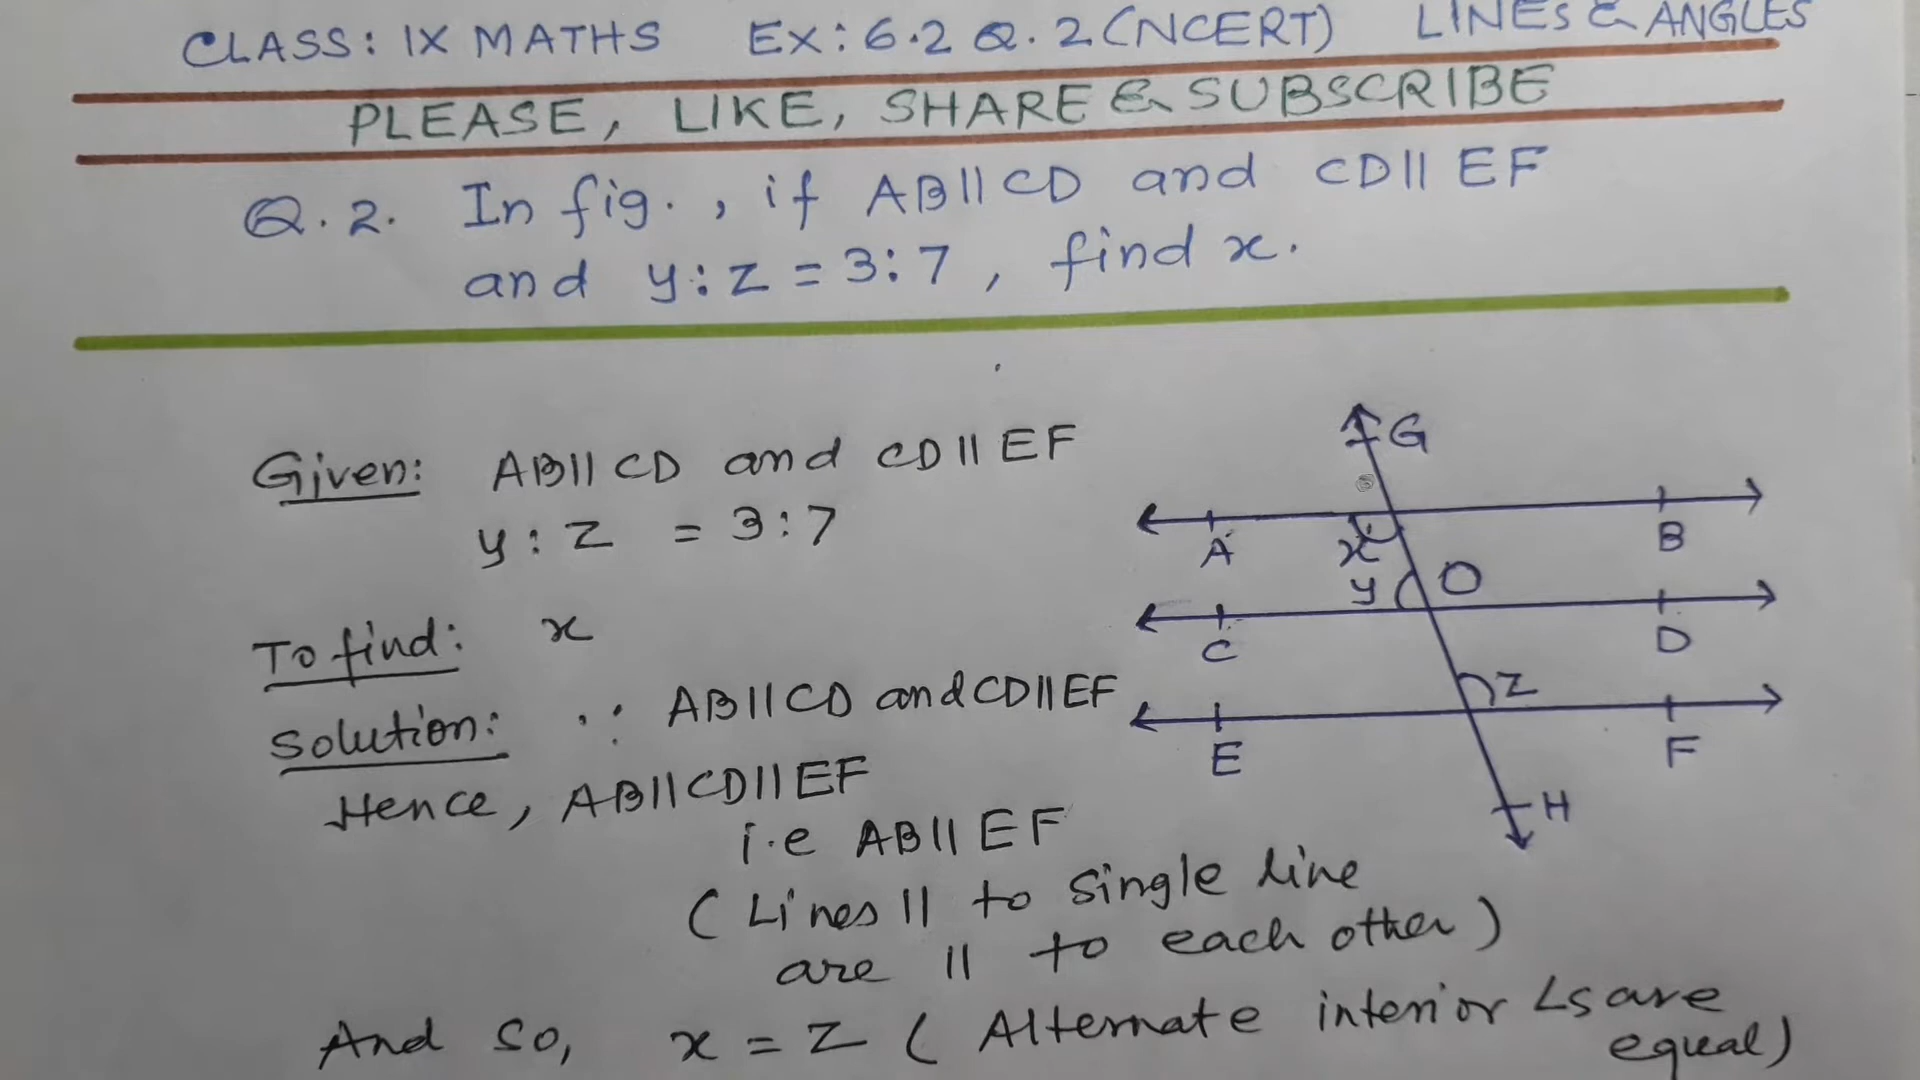 CLASS: IX MATHS EX: 6.2 Q.2 (NCERT) LINES & ANGLES
PLEASE, LIKE, SHARE & SUBSCRIBE
Q.2. In fig., if AB || CD and CD || EF
and y:z = 3:7, find x.
Given: AB || CD and CD || EF
y : z = 3:7
To find: x
Solution: ∵ AB || CD and CD || EF
Hence, AB || CD || EF
i.e AB || EF
(Lines || to single line
are || to each other)
And so, x = z (Alternate interior ∠s are
equal)
G
A x B
y O
C D
z
E F
H